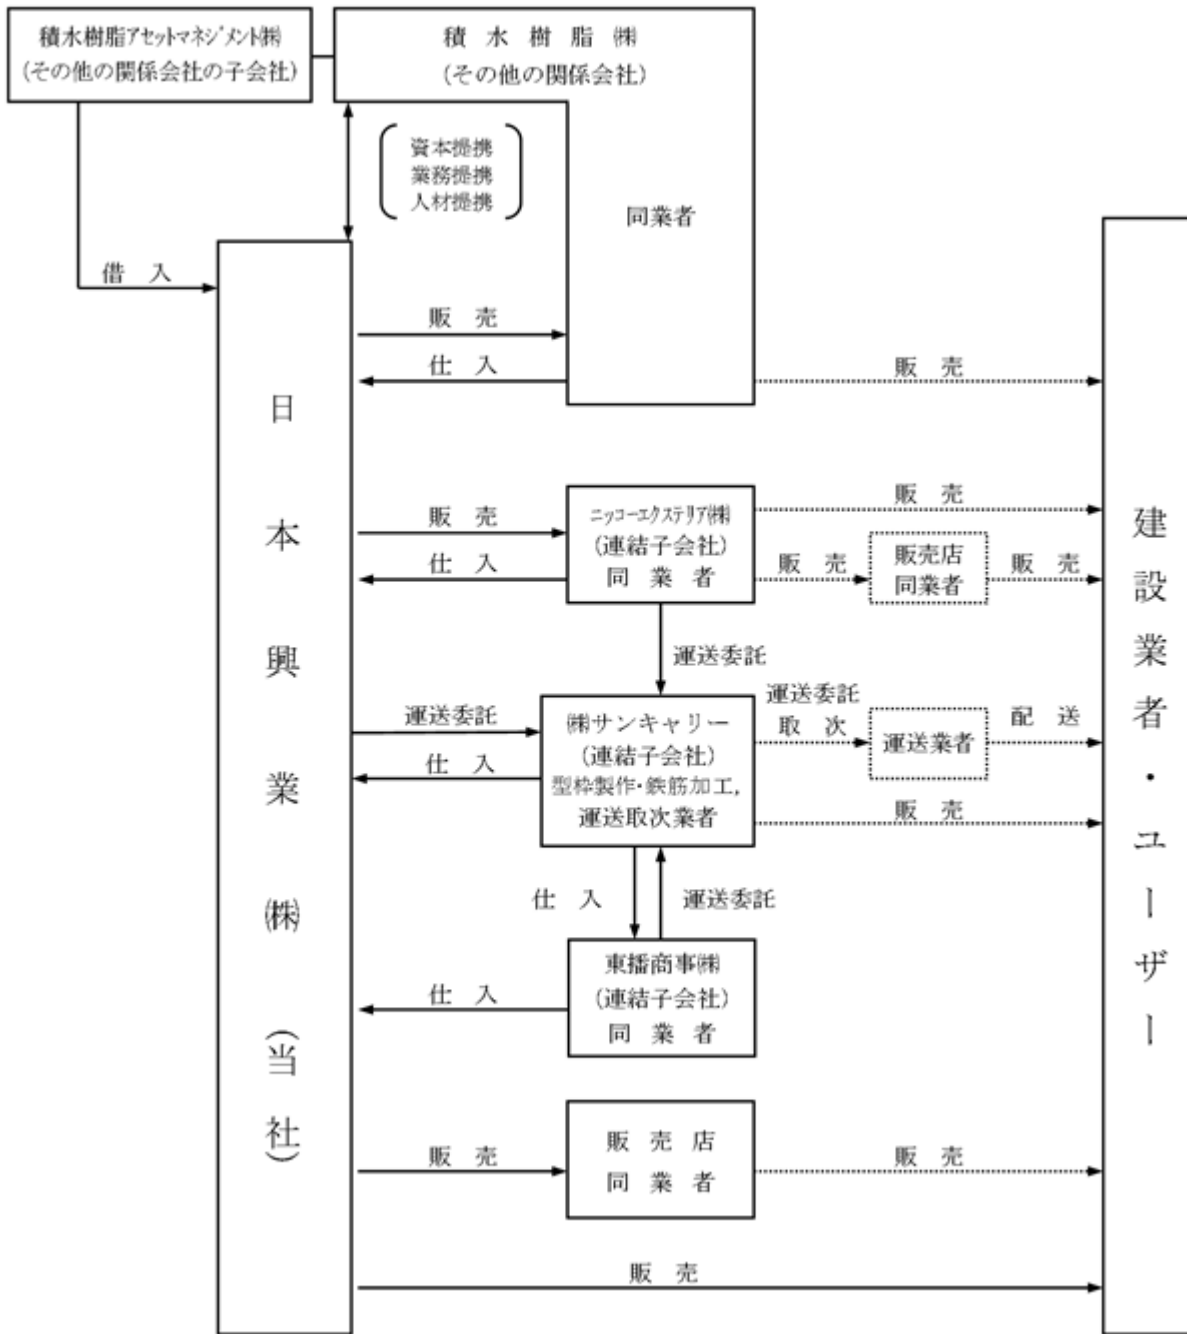 積水樹脂アセットマネジメント㈱
(その他の関係会社の子会社)
積水樹脂㈱
(その他の関係会社)
資本提携
業務提携
人材提携
同業者
借入
販売
仕入
販売
日本興業㈱(当社)
建設業者・ユーザー
販売
仕入
ニッコーエクステリア㈱
(連結子会社)
同業者
販売
販売
販売店
同業者
販売
運送委託
運送委託
仕入
㈱サンキャリー
(連結子会社)
型枠製作・鉄筋加工,
運送取次業者
運送委託
取次
運送業者
配送
販売
仕入
運送委託
東播商事㈱
(連結子会社)
同業者
仕入
販売
販売店
同業者
販売
販売